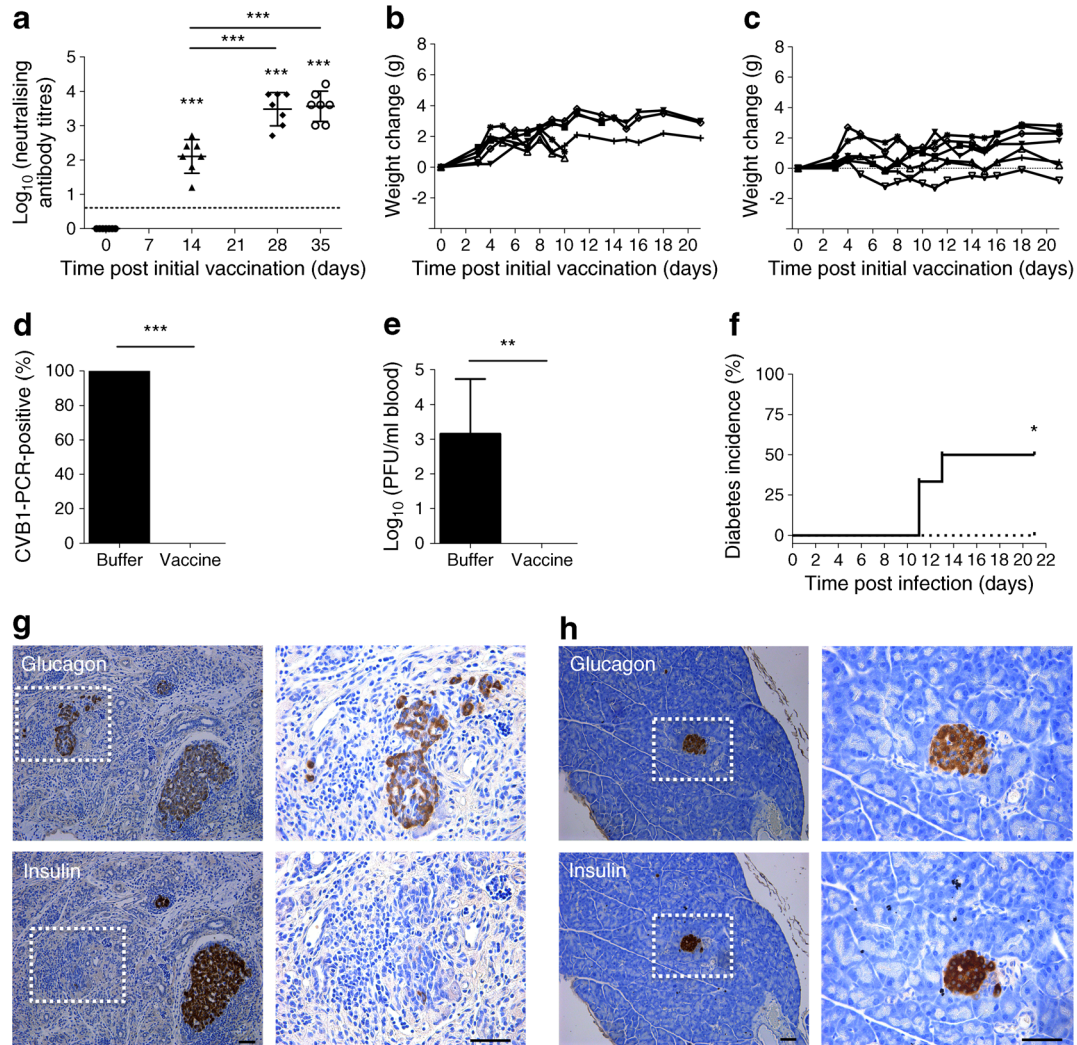 a
***
***
***
***
***
Log10 (neutralising
antibody titres)
5
4
3
2
1
0
0 7 14 21 28 35
Time post initial vaccination (days)
b
Weight change (g)
8
6
4
2
0
-2
0 2 4 6 8 10 12 14 16 18 20
Time post initial vaccination (days)
c
Weight change (g)
8
6
4
2
0
-2
0 2 4 6 8 10 12 14 16 18 20
Time post initial vaccination (days)
d
***
CVB1-PCR-positive (%)
100
80
60
40
20
0
Buffer Vaccine
e
**
Log10 (PFU/ml blood)
5
4
3
2
1
0
Buffer Vaccine
f
Diabetes incidence (%)
100
75
50
25
0
*
0 2 4 6 8 10 12 14 16 18 20 22
Time post infection (days)
g
Glucagon
Insulin
h
Glucagon
Insulin